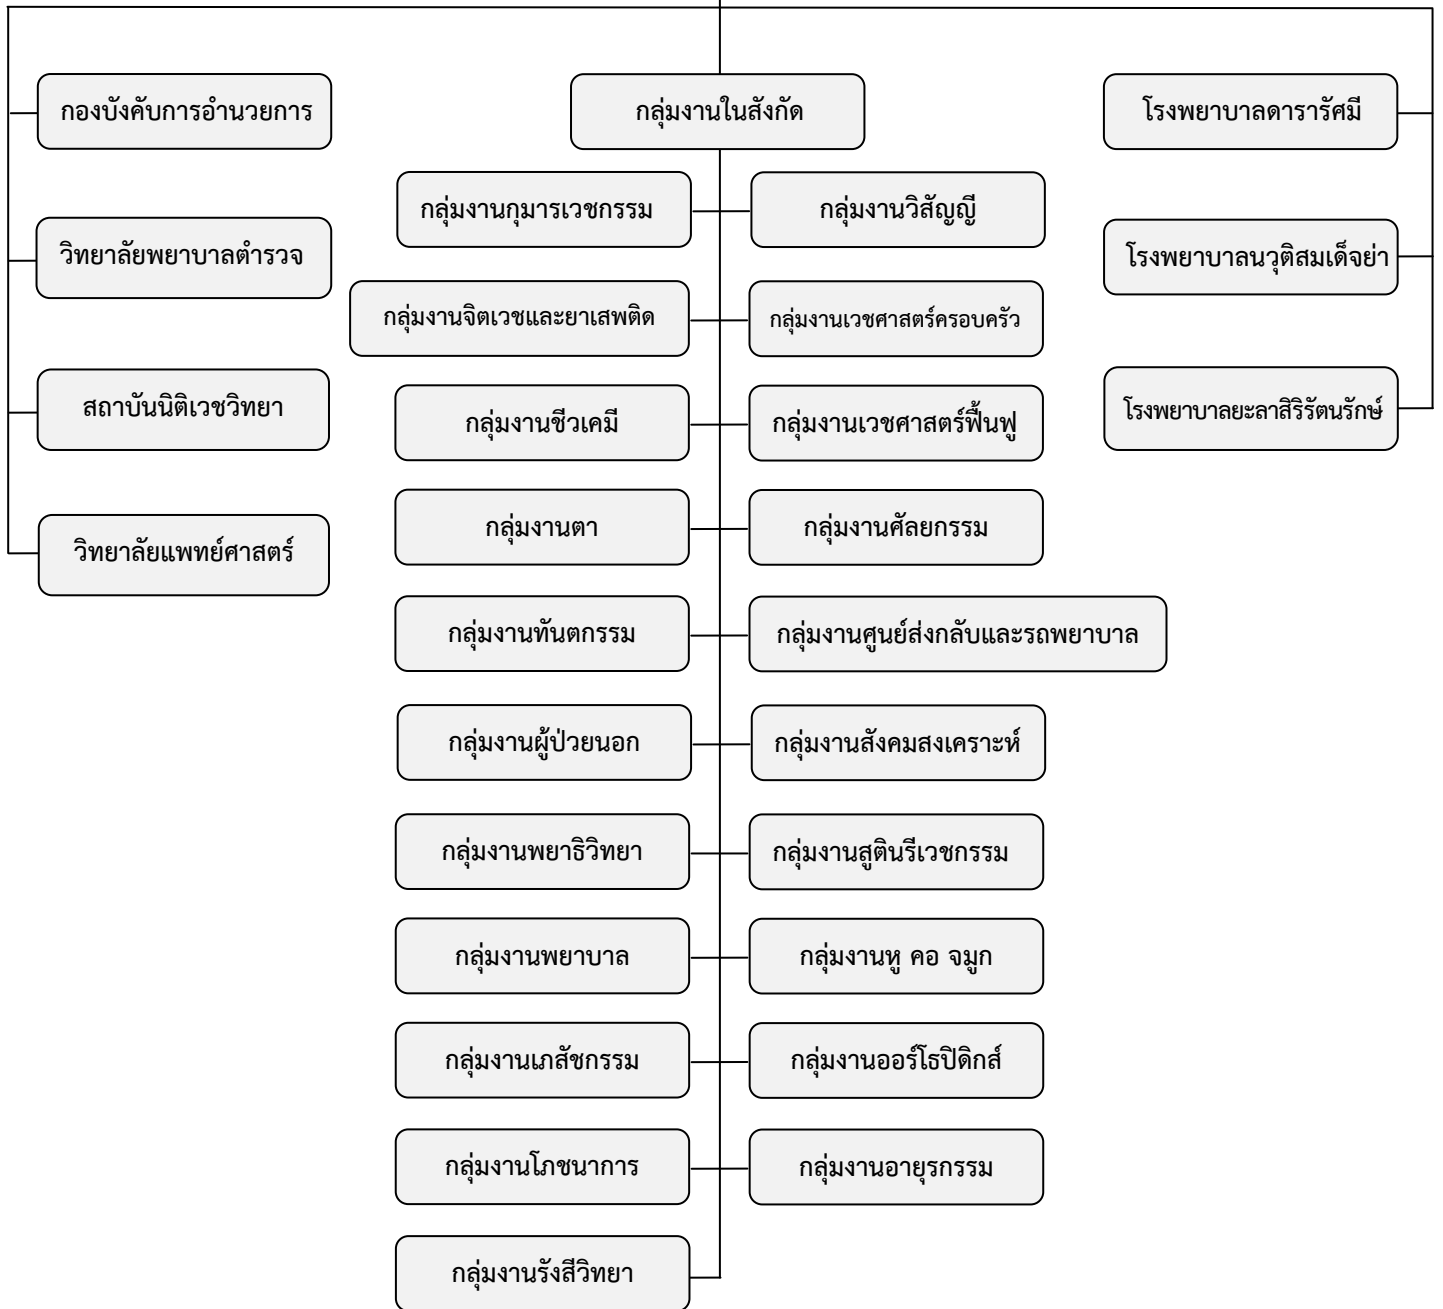 กองบังคับการอำนวยการ
กลุ่มงานในสังกัด
โรงพยาบาลดารารัศมี
กลุ่มงานกุมารเวชกรรม
กลุ่มงานวิสัญญี
วิทยาลัยพยาบาลตำรวจ
โรงพยาบาลนวุติสมเด็จย่า
กลุ่มงานจิตเวชและยาเสพติด
กลุ่มงานเวชศาสตร์ครอบครัว
สถาบันนิติเวชวิทยา
กลุ่มงานชีวเคมี
กลุ่มงานเวชศาสตร์ฟื้นฟู
โรงพยาบาลยะลาสิริรัตนรักษ์
กลุ่มงานตา
กลุ่มงานศัลยกรรม
วิทยาลัยแพทย์ศาสตร์
กลุ่มงานทันตกรรม
กลุ่มงานศูนย์ส่งกลับและรถพยาบาล
กลุ่มงานผู้ป่วยนอก
กลุ่มงานสังคมสงเคราะห์
กลุ่มงานพยาธิวิทยา
กลุ่มงานสูตินรีเวชกรรม
กลุ่มงานพยาบาล
กลุ่มงานหู คอ จมูก
กลุ่มงานเภสัชกรรม
กลุ่มงานออร์โธปิดิกส์
กลุ่มงานโภชนาการ
กลุ่มงานอายุรกรรม
กลุ่มงานรังสีวิทยา